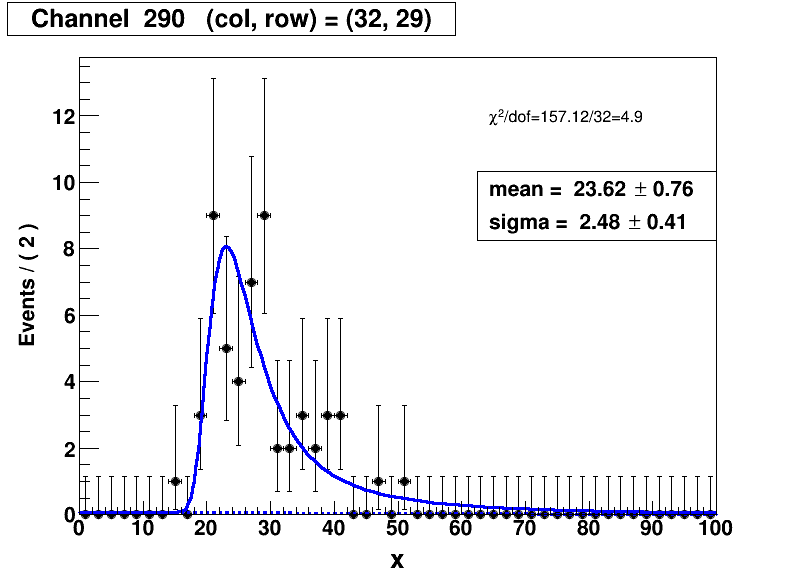 Channel 290 (col, row) = (32, 29)
χ²/dof=157.12/32=4.9
mean = 23.62 ± 0.76
sigma = 2.48 ± 0.41
Events / ( 2 )
12
10
8
6
4
2
0
0 10 20 30 40 50 60 70 80 90 100
x